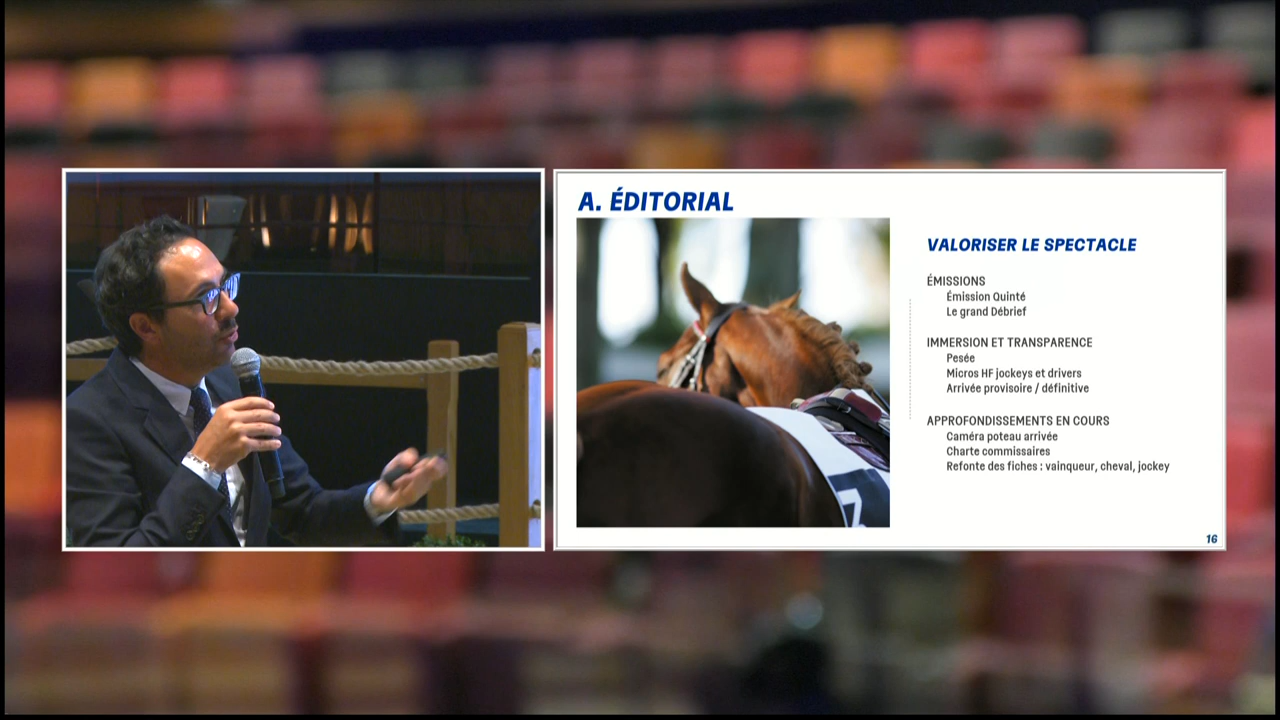 A. ÉDITORIAL
VALORISER LE SPECTACLE
ÉMISSIONS
Émission Quinté
Le grand Débrief
IMMERSION ET TRANSPARENCE
Pesée
Micros HF jockeys et drivers
Arrivée provisoire / définitive
APPROFONDISSEMENTS EN COURS
Caméra poteau arrivée
Charte commissaires
Refonte des fiches : vainqueur, cheval, jockey
7
16